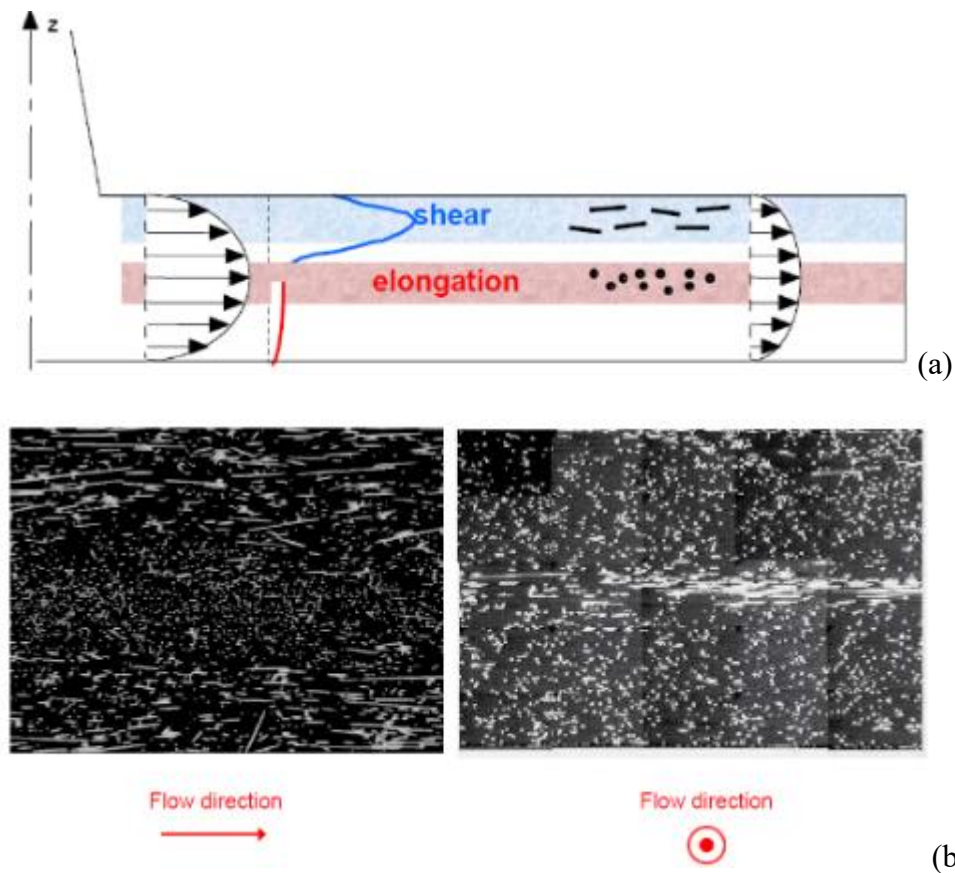 z
shear
elongation
(a)
Flow direction
Flow direction
(b